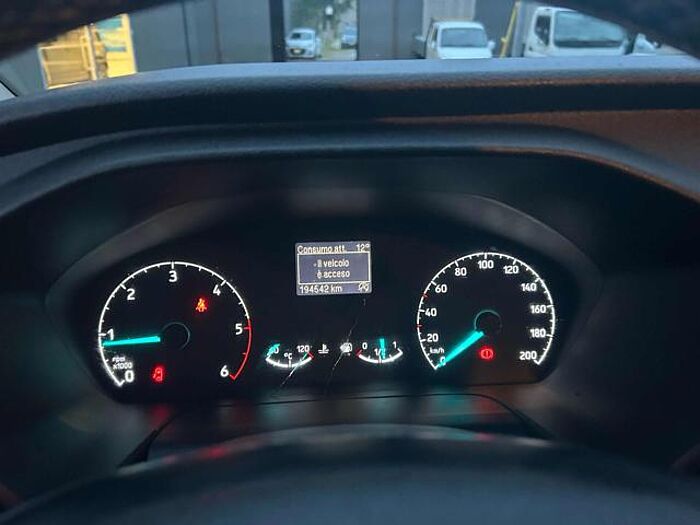 Consumo att. 12°
Il veicolo
è acceso
194542 km
0 1 2 3 4 5 6
rpm
x1000
120
°C
0 1/2 1
0 20 40 60 80 100 120 140 160 180 200
km/h